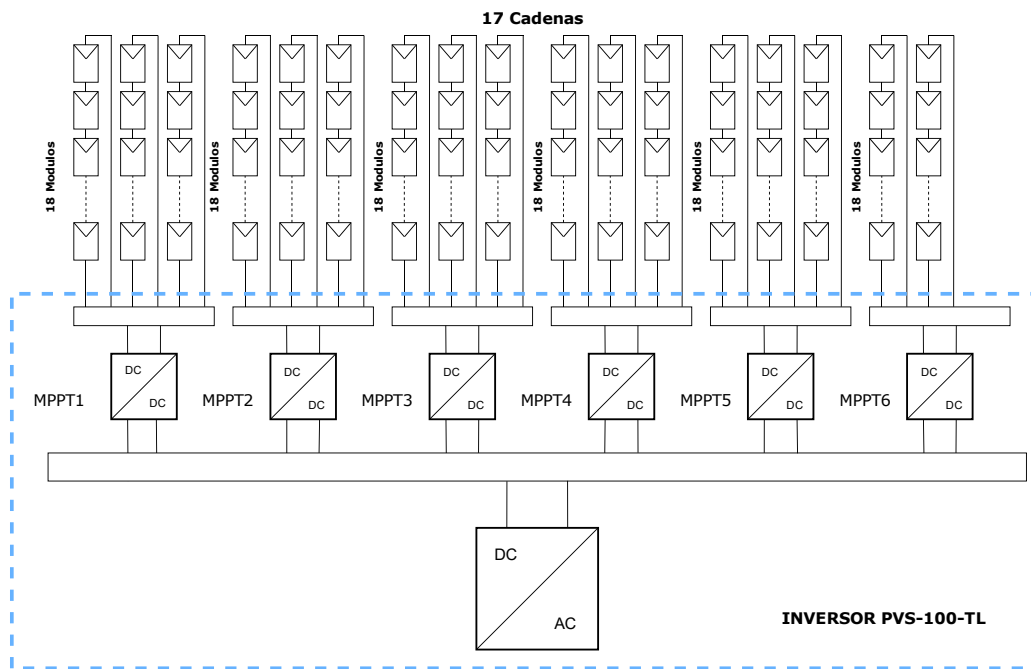 17 Cadenas
18 Modulos
18 Modulos
18 Modulos
18 Modulos
18 Modulos
18 Modulos
DC
DC
MPPT1
DC
DC
MPPT2
DC
DC
MPPT3
DC
DC
MPPT4
DC
DC
MPPT5
DC
DC
MPPT6
DC
AC
INVERSOR PVS-100-TL